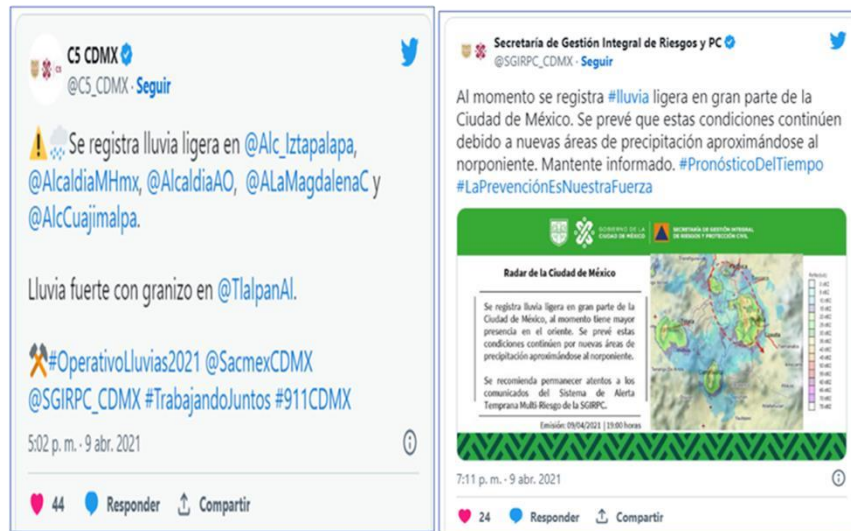 C5 CDMX
@C5_CDMX · Seguir
⚠️🌧️Se registra lluvia ligera en @Alc_Iztapalapa,
@AlcaldiaMHmx, @AlcaldiaAO, @ALaMagdalenaC y
@AlcCuajimalpa.
Lluvia fuerte con granizo en @TlalpanAl.
⚒️#OperativoLluvias2021 @SacmexCDMX
@SGIRPC_CDMX #TrabajandoJuntos #911CDMX
5:02 p. m. · 9 abr. 2021
44 Responder Compartir
Secretaría de Gestión Integral de Riesgos y PC
@SGIRPC_CDMX · Seguir
Al momento se registra #lluvia ligera en gran parte de la
Ciudad de México. Se prevé que estas condiciones continúen
debido a nuevas áreas de precipitación aproximándose al
norponiente. Mantente informado. #PronósticoDelTiempo
#LaPrevenciónEsNuestraFuerza
GOBIERNO DE LA
CIUDAD DE MÉXICO
SECRETARÍA DE GESTIÓN INTEGRAL
DE RIESGOS Y PROTECCIÓN CIVIL
Radar de la Ciudad de México
Se registra lluvia ligera en gran parte de la
Ciudad de México, al momento tiene mayor
presencia en el oriente. Se prevé estas
condiciones continúen por nuevas áreas de
precipitación aproximándose al norponiente.
Se recomienda permanecer atentos a los
comunicados del Sistema de Alerta
Temprana Multi-Riesgo de la SGIRPC.
Emisión: 09/04/2021 | 19:00 horas
7:11 p. m. · 9 abr. 2021
24 Responder Compartir